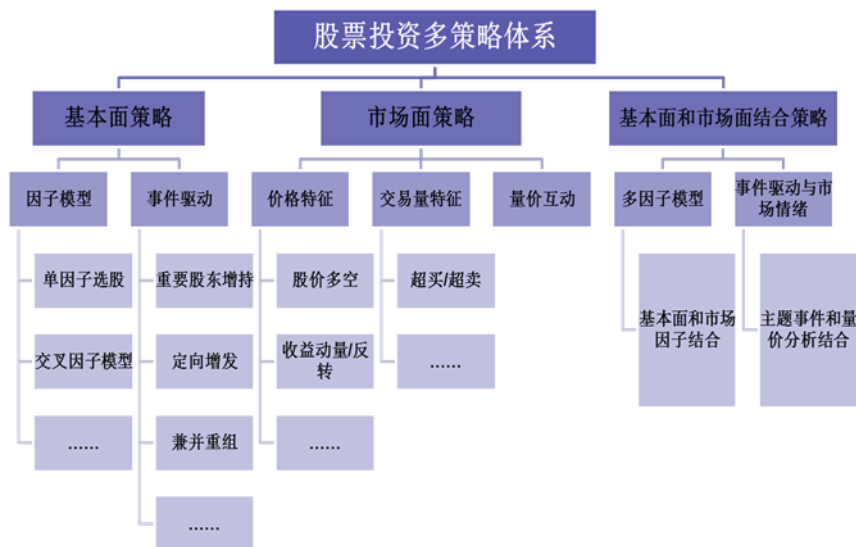 股票投资多策略体系
基本面策略
市场面策略
基本面和市场面结合策略
因子模型
事件驱动
价格特征
交易量特征
量价互动
多因子模型
事件驱动与市
场情绪
单因子选股
重要股东增持
股价多空
超买/超卖
基本面和市场
因子结合
主题事件和量
价分析结合
交叉因子模型
定向增发
收益动量/反
转
......
......
兼并重组
......
......